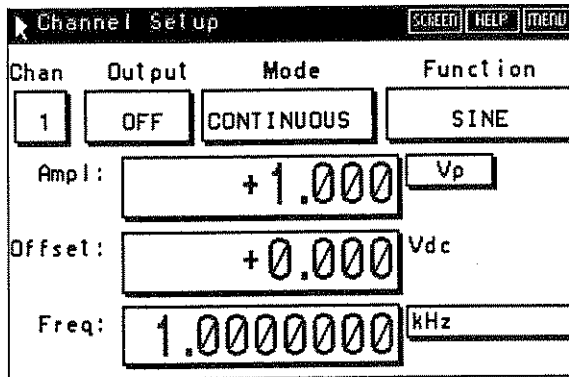 Channel Setup SCREEN HELP MENU
Chan Output Mode Function
1 OFF CONTINUOUS SINE
Ampl: +1.000 Vp
Offset: +0.000 Vdc
Freq: 1.0000000 kHz